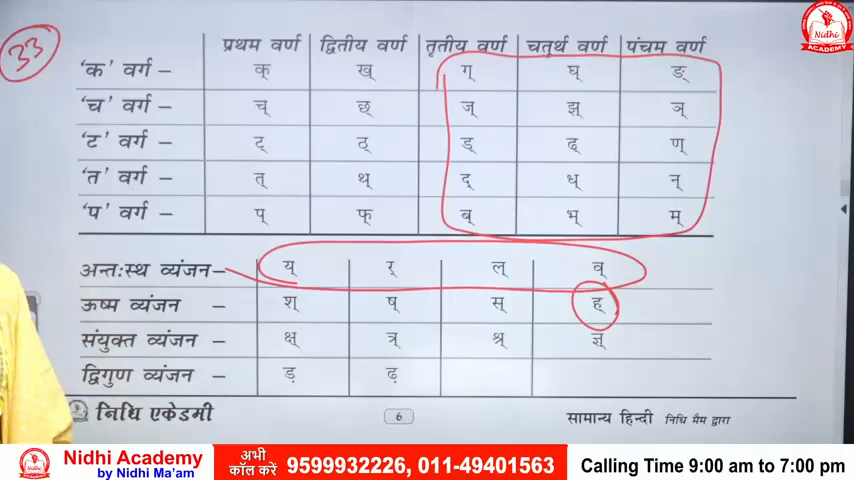 33
प्रथम वर्ण द्वितीय वर्ण तृतीय वर्ण चतुर्थ वर्ण पंचम वर्ण
‘क’ वर्ग – क् ख् ग् घ् ङ्
‘च’ वर्ग – च् छ् ज् झ् ञ्
‘ट’ वर्ग – ट् ठ् ड् ढ् ण्
‘त’ वर्ग – त् थ् द् ध् न्
‘प’ वर्ग – प् फ् ब् भ् म्
अन्तःस्थ व्यंजन– य् र् ल् व्
ऊष्म व्यंजन – श् ष् स् ह्
संयुक्त व्यंजन – क्ष् त्र् श्र् ज्ञ्
द्विगुण व्यंजन – ड़ ढ़
निधि एकेडमी 6 सामान्य हिन्दी निधि मैम द्वारा
NIDHI
ACADEMY
Nidhi Academy
by Nidhi Ma'am
अभी
कॉल करें
9599932226, 011-49401563
Calling Time 9:00 am to 7:00 pm